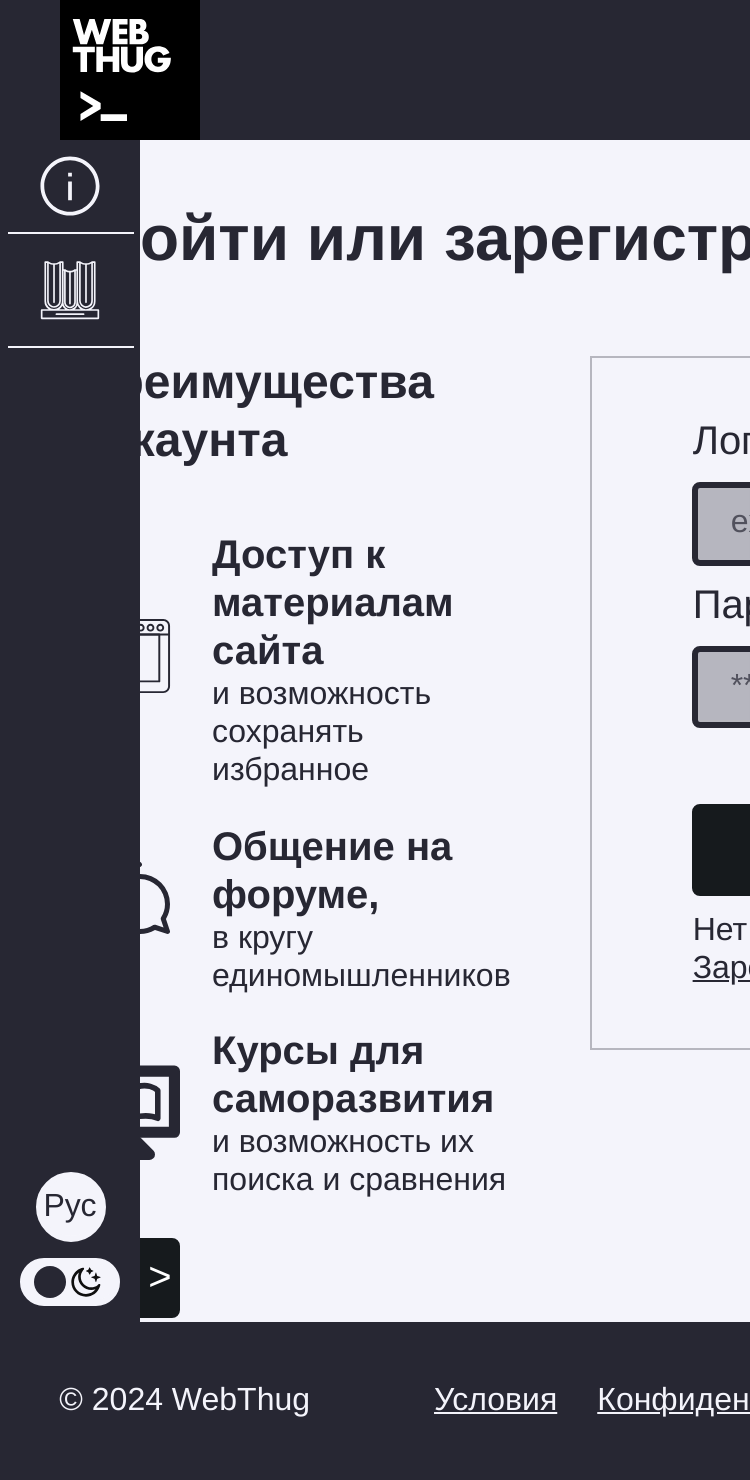 WEB
THUG
>_
ойти или зарегистр
реимущества
каунта
Доступ к
материалам
сайта
и возможность
сохранять
избранное
Общение на
форуме,
в кругу
единомышленников
Курсы для
саморазвития
и возможность их
поиска и сравнения
>
Лог
Пар
**
Нет
Заре
Рус
© 2024 WebThug Условия Конфиден